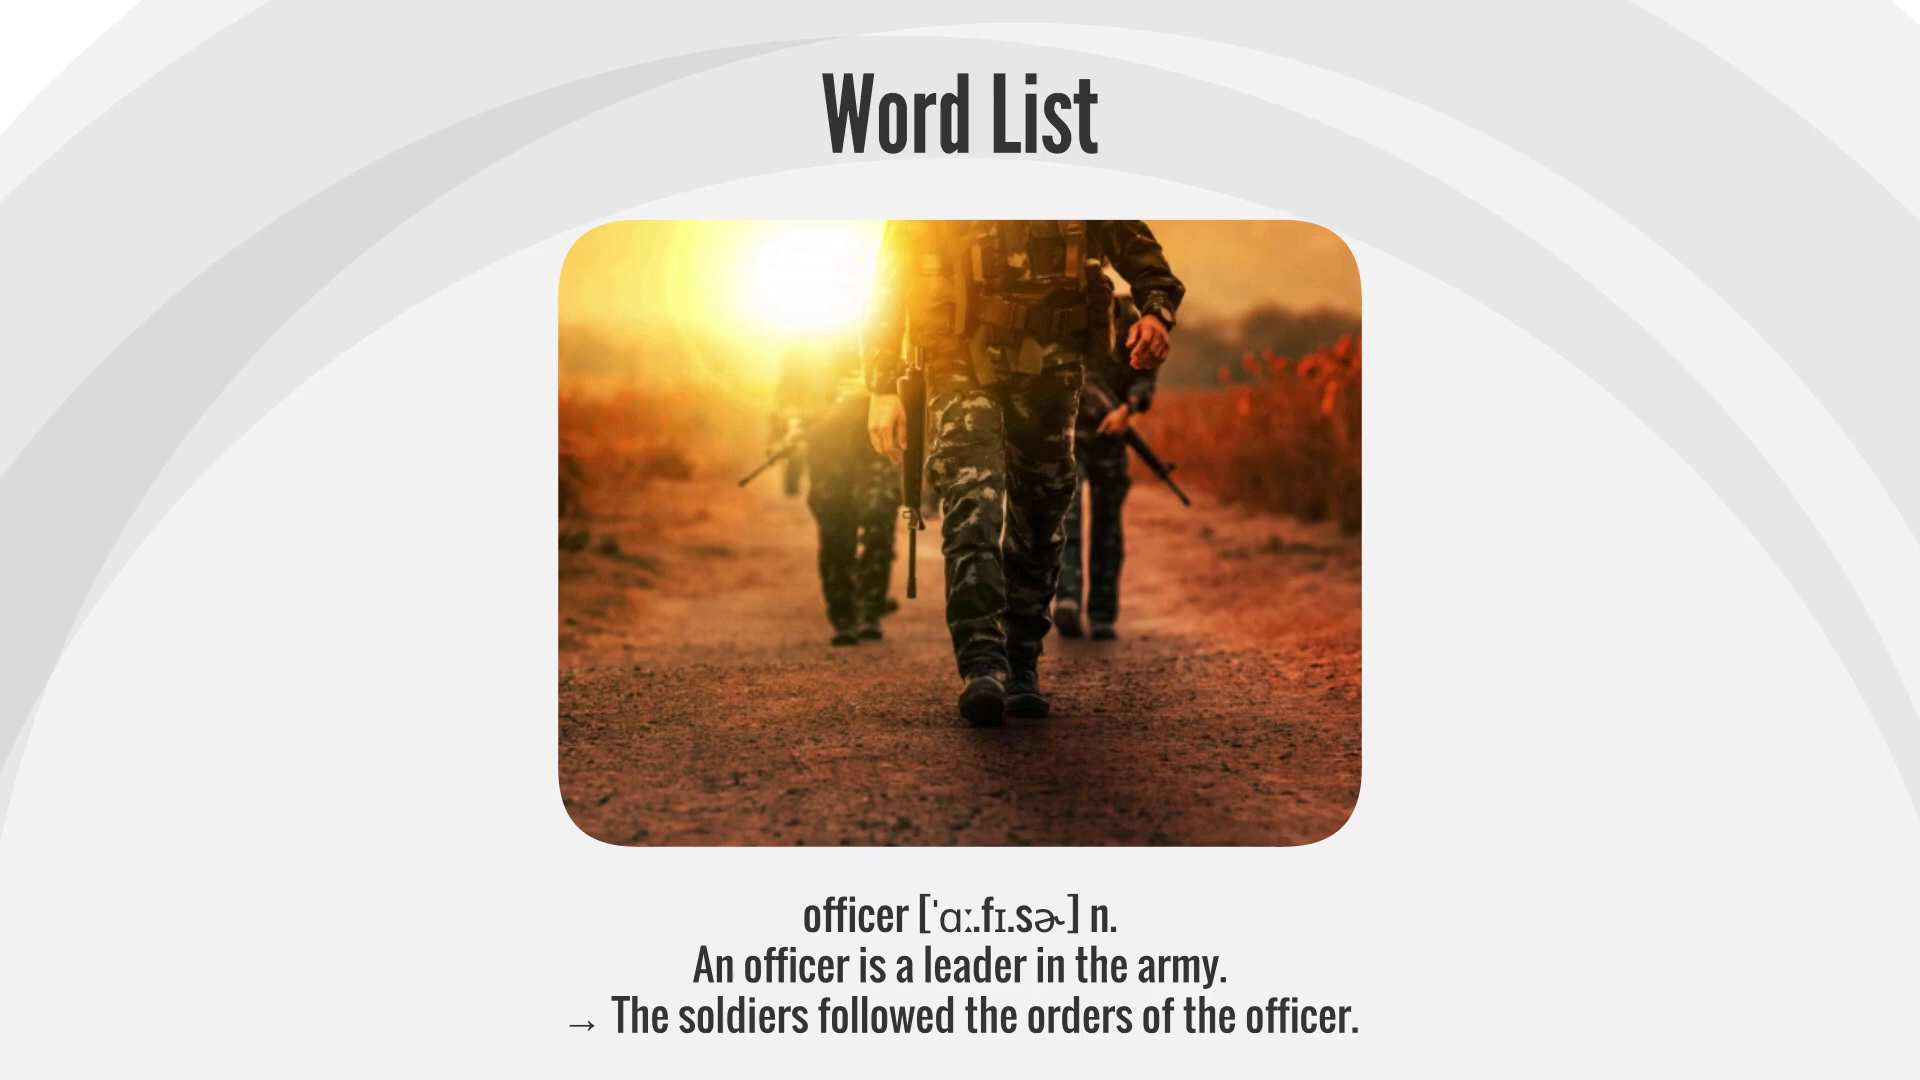 Word List
officer [ˈɑː.fɪ.sɚ] n.
An officer is a leader in the army.
→ The soldiers followed the orders of the officer.